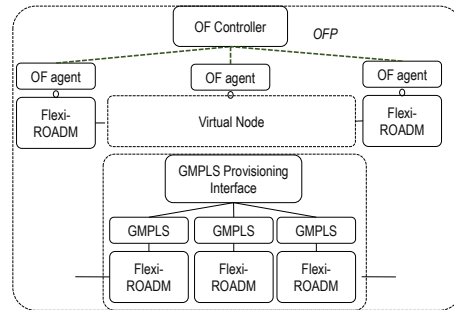 OF Controller
OFP
OF agent
OF agent
OF agent
Flexi-
ROADM
Virtual Node
Flexi-
ROADM
GMPLS Provisioning
Interface
GMPLS
GMPLS
GMPLS
Flexi-
ROADM
Flexi-
ROADM
Flexi-
ROADM